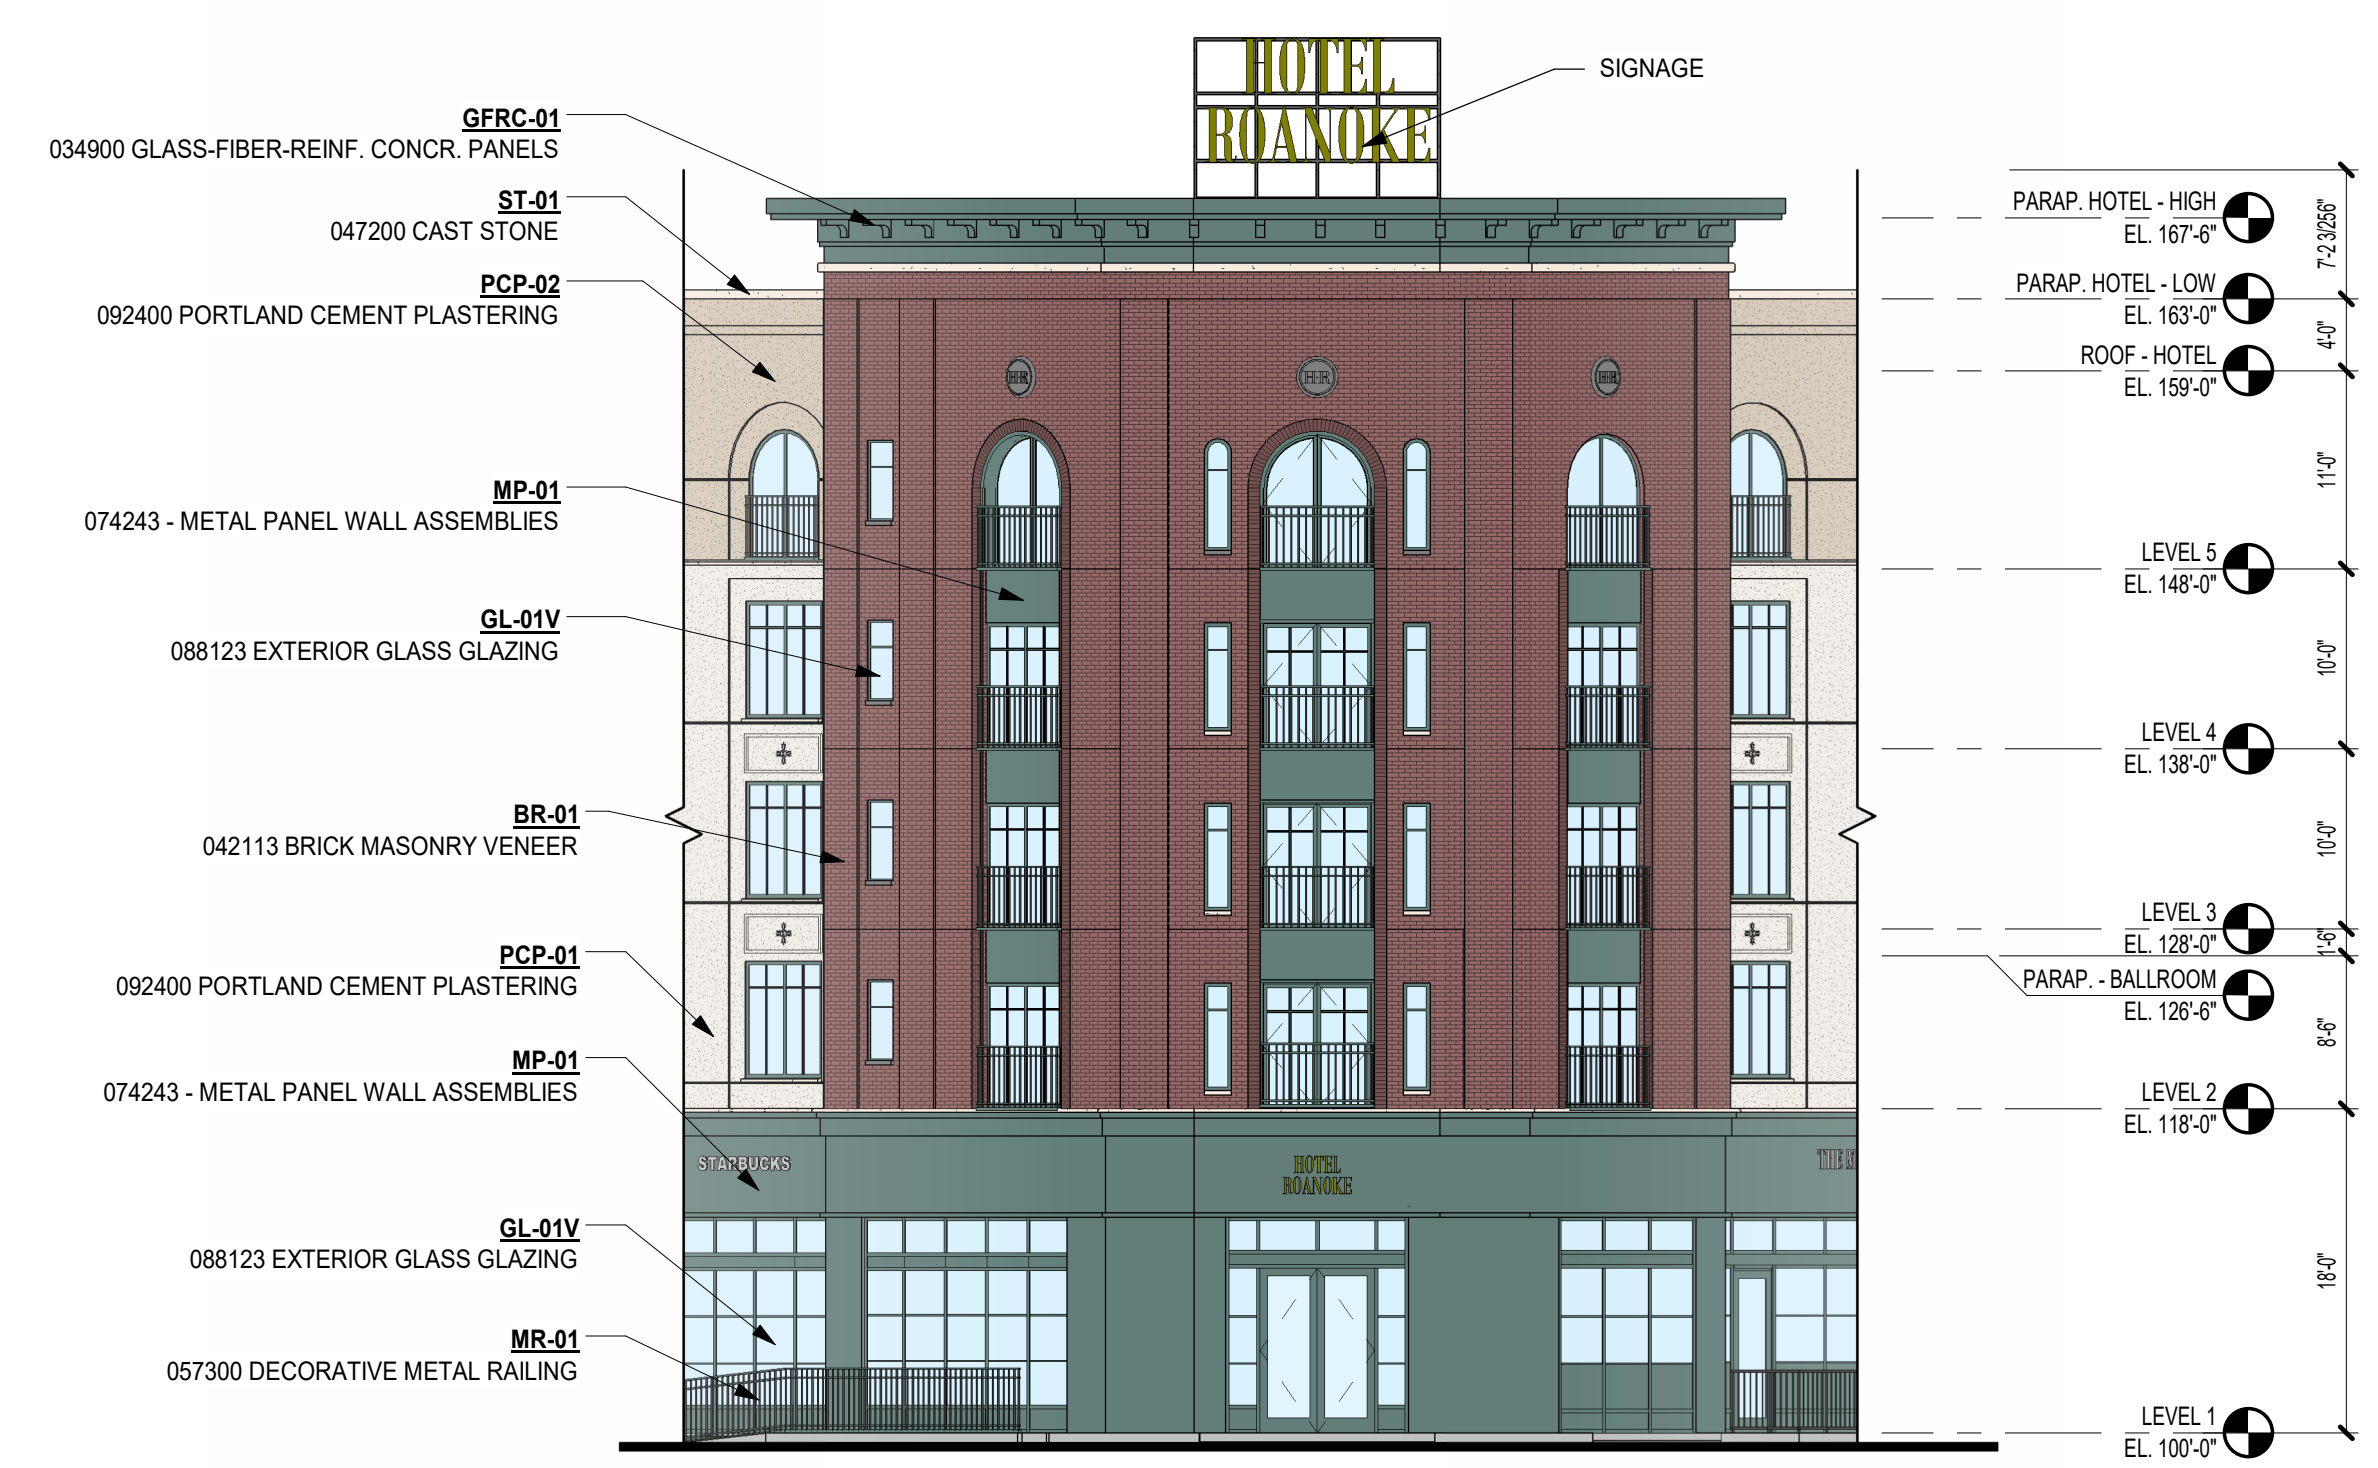 HOTEL
ROANOKE
SIGNAGE
GFRC-01
034900 GLASS-FIBER-REINF. CONCR. PANELS
ST-01
047200 CAST STONE
PCP-02
092400 PORTLAND CEMENT PLASTERING
MP-01
074243 - METAL PANEL WALL ASSEMBLIES
GL-01V
088123 EXTERIOR GLASS GLAZING
BR-01
042113 BRICK MASONRY VENEER
PCP-01
092400 PORTLAND CEMENT PLASTERING
MP-01
074243 - METAL PANEL WALL ASSEMBLIES
GL-01V
088123 EXTERIOR GLASS GLAZING
MR-01
057300 DECORATIVE METAL RAILING
H·R
H·R
H·R
STARBUCKS
HOTEL
ROANOKE
THE
PARAP. HOTEL - HIGH
EL. 167'-6"
PARAP. HOTEL - LOW
EL. 163'-0"
ROOF - HOTEL
EL. 159'-0"
LEVEL 5
EL. 148'-0"
LEVEL 4
EL. 138'-0"
LEVEL 3
EL. 128'-0"
PARAP. - BALLROOM
EL. 126'-6"
LEVEL 2
EL. 118'-0"
LEVEL 1
EL. 100'-0"
7'-2 3/256"
4'-0"
11'-0"
10'-0"
10'-0"
1'-6"
8'-6"
18'-0"